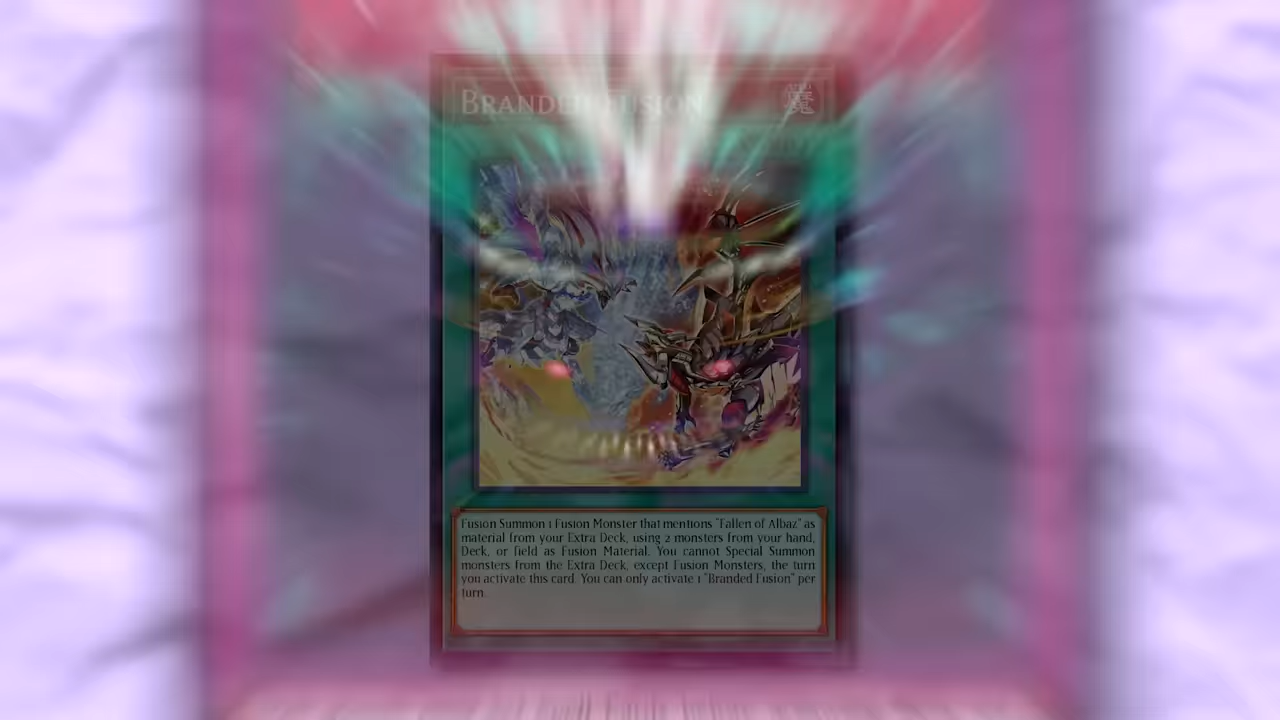 BRANDED FUSION 魔
Fusion Summon 1 Fusion Monster that mentions "Fallen of Albaz" as
material from your Extra Deck, using 2 monsters from your hand,
Deck, or field as Fusion Material. You cannot Special Summon
monsters from the Extra Deck, except Fusion Monsters, the turn
you activate this card. You can only activate 1 "Branded Fusion" per
turn.